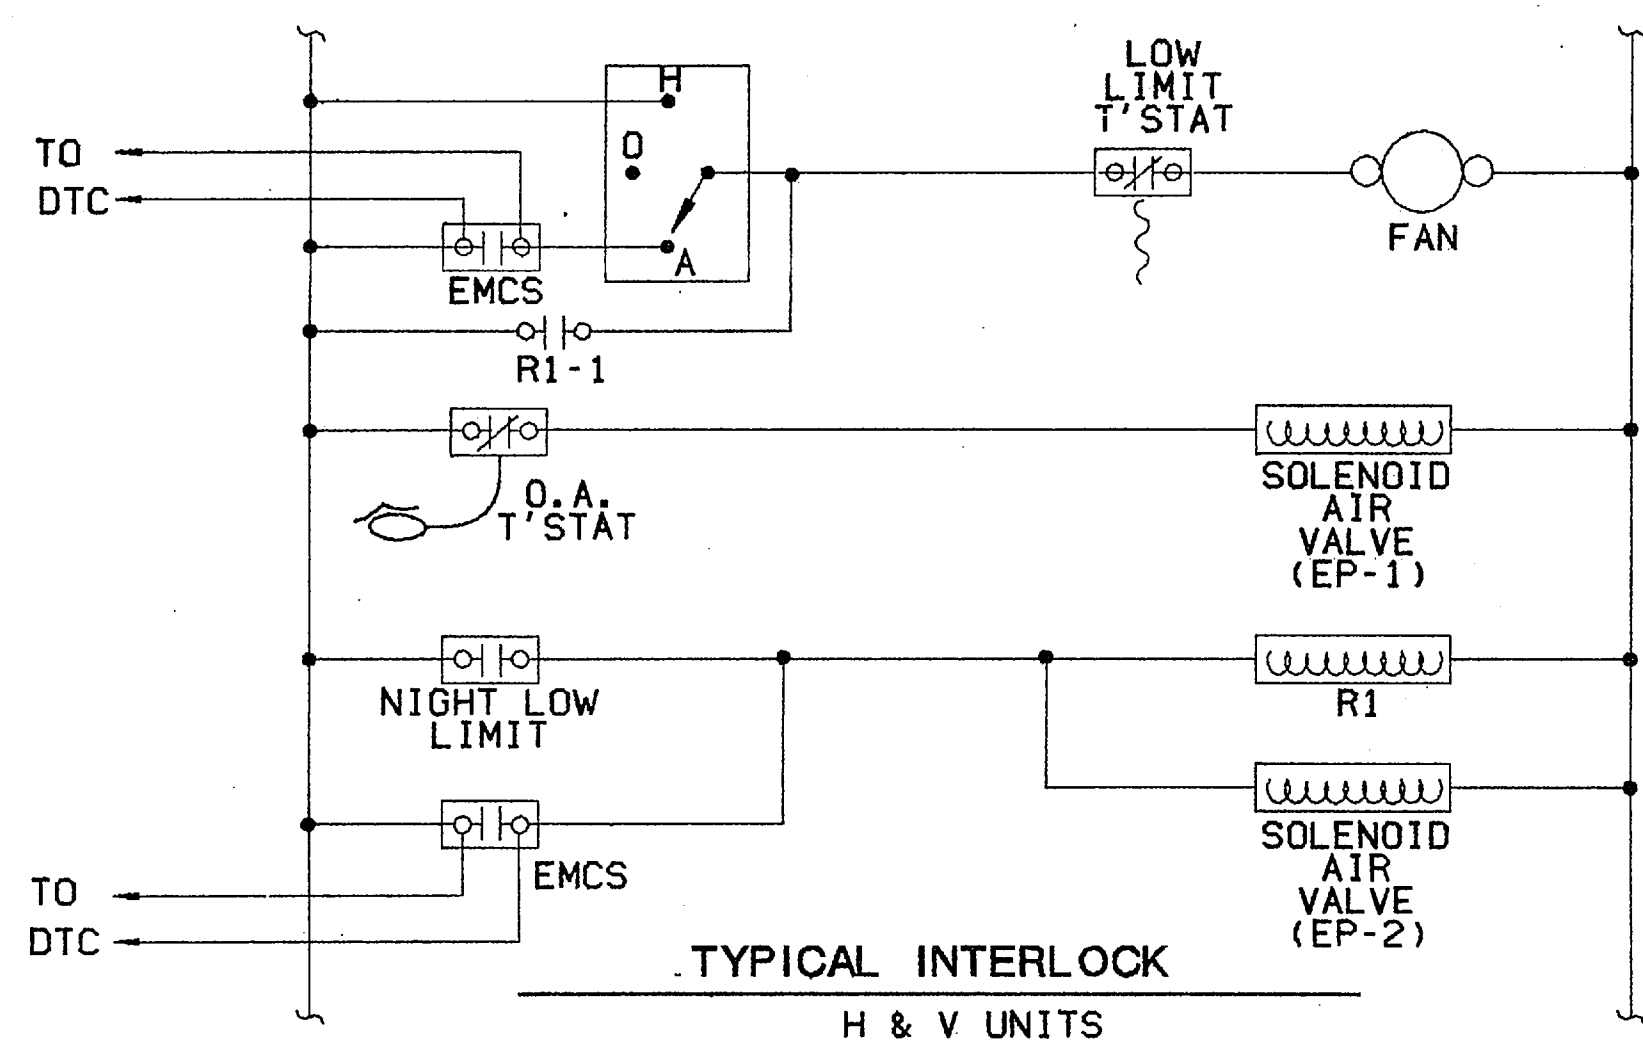 LOW
LIMIT
T'STAT
H
O
TO
DTC
A
EMCS
FAN
R1-1
O.A.
T'STAT
SOLENOID
AIR
VALVE
(EP-1)
NIGHT LOW
LIMIT
R1
EMCS
TO
DTC
SOLENOID
AIR
VALVE
(EP-2)
TYPICAL INTERLOCK
H & V UNITS